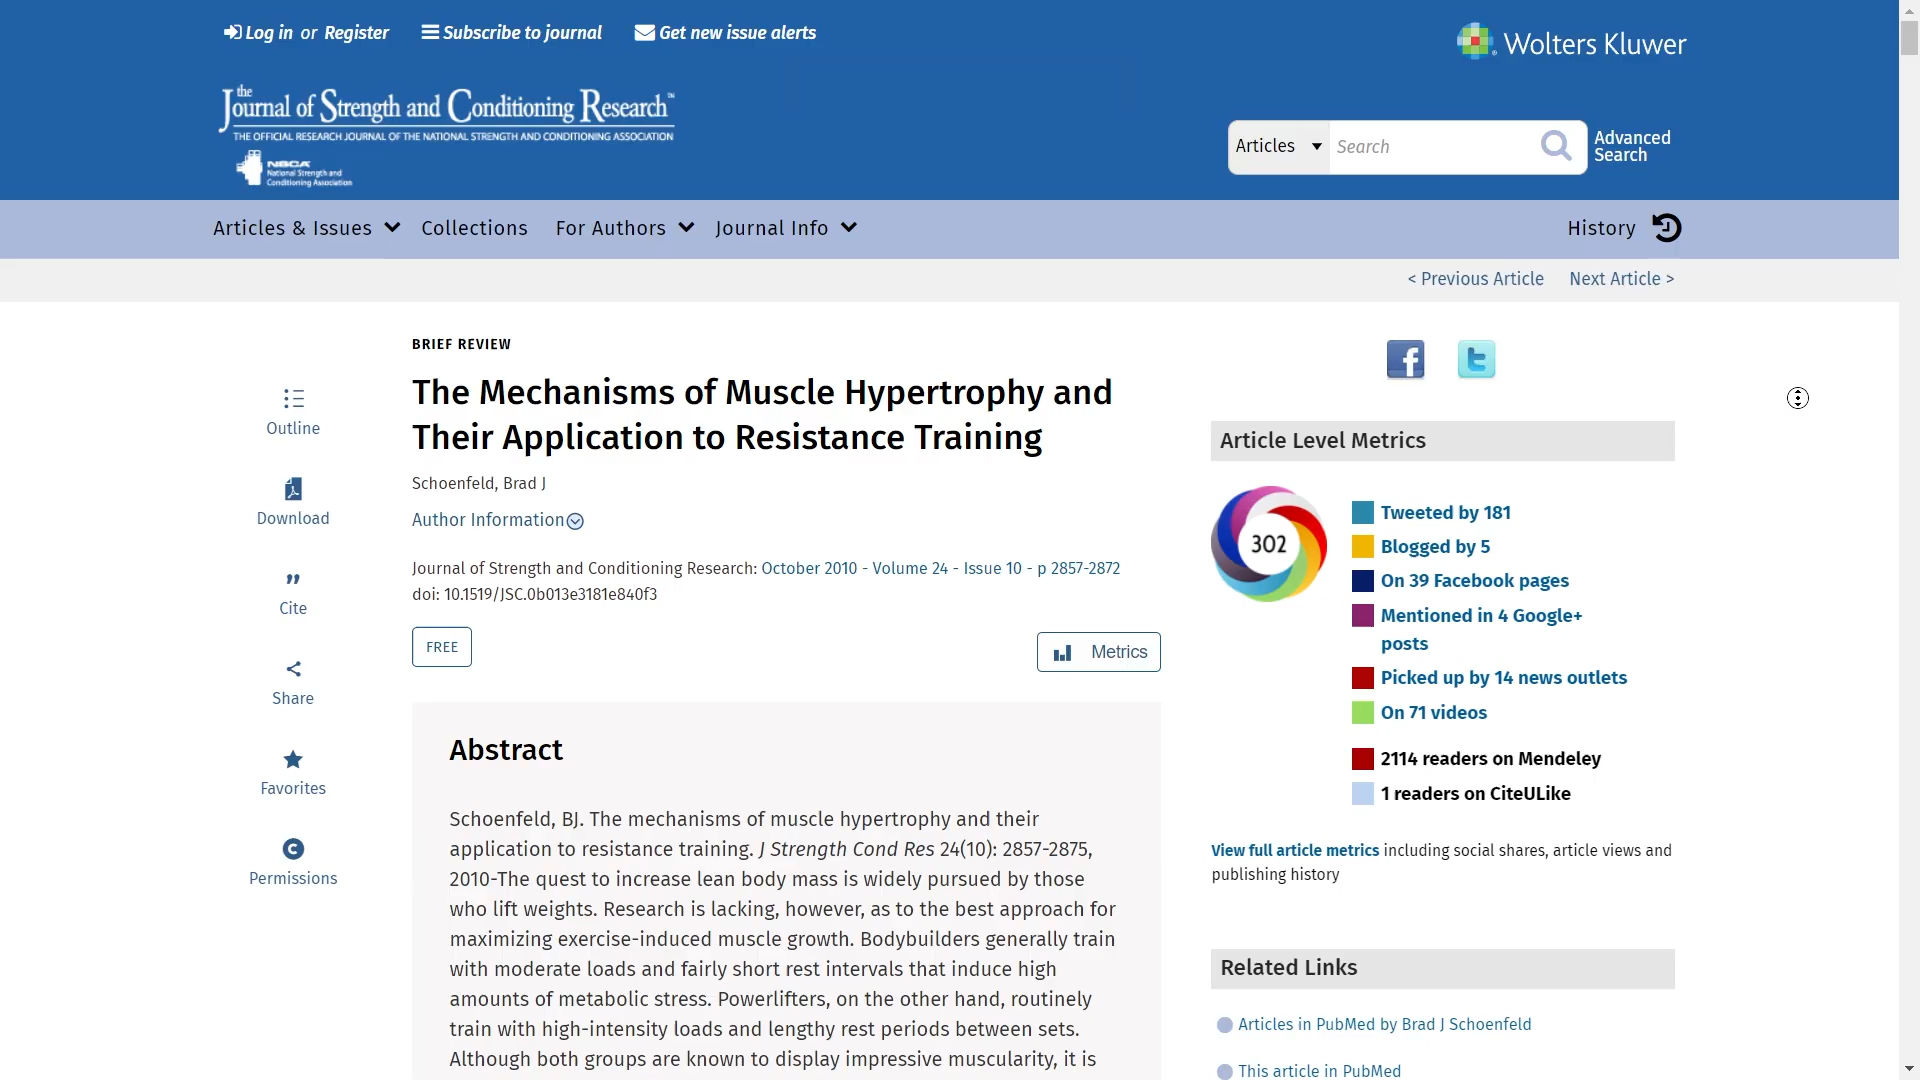 Log in or Register Subscribe to journal Get new issue alerts
Wolters Kluwer
the
Journal of Strength and Conditioning Research™
THE OFFICIAL RESEARCH JOURNAL OF THE NATIONAL STRENGTH AND CONDITIONING ASSOCIATION
NSCA
National Strength and
Conditioning Association
Articles Search
Advanced
Search
Articles & Issues Collections For Authors Journal Info History
< Previous Article Next Article >
BRIEF REVIEW
The Mechanisms of Muscle Hypertrophy and
Their Application to Resistance Training
Schoenfeld, Brad J
Author Information
Journal of Strength and Conditioning Research: October 2010 - Volume 24 - Issue 10 - p 2857-2872
doi: 10.1519/JSC.0b013e3181e840f3
FREE
Metrics
Outline
Download
Cite
Share
Favorites
Permissions
Abstract
Schoenfeld, BJ. The mechanisms of muscle hypertrophy and their
application to resistance training. J Strength Cond Res 24(10): 2857-2875,
2010-The quest to increase lean body mass is widely pursued by those
who lift weights. Research is lacking, however, as to the best approach for
maximizing exercise-induced muscle growth. Bodybuilders generally train
with moderate loads and fairly short rest intervals that induce high
amounts of metabolic stress. Powerlifters, on the other hand, routinely
train with high-intensity loads and lengthy rest periods between sets.
Although both groups are known to display impressive muscularity, it is
Article Level Metrics
302
Tweeted by 181
Blogged by 5
On 39 Facebook pages
Mentioned in 4 Google+
posts
Picked up by 14 news outlets
On 71 videos
2114 readers on Mendeley
1 readers on CiteULike
View full article metrics including social shares, article views and
publishing history
Related Links
Articles in PubMed by Brad J Schoenfeld
This article in PubMed